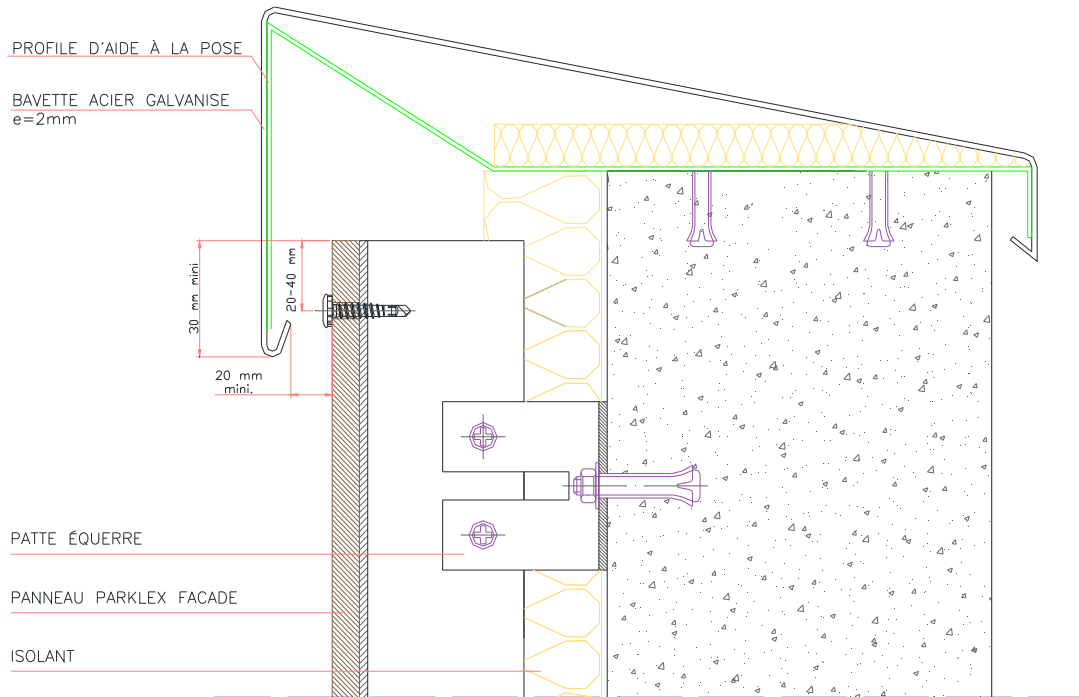 PROFILE D'AIDE À LA POSE
BAVETTE ACIER GALVANISE
e=2mm
30 mm mini
20-40 mm
20 mm
mini.
PATTE ÉQUERRE
PANNEAU PARKLEX FACADE
ISOLANT